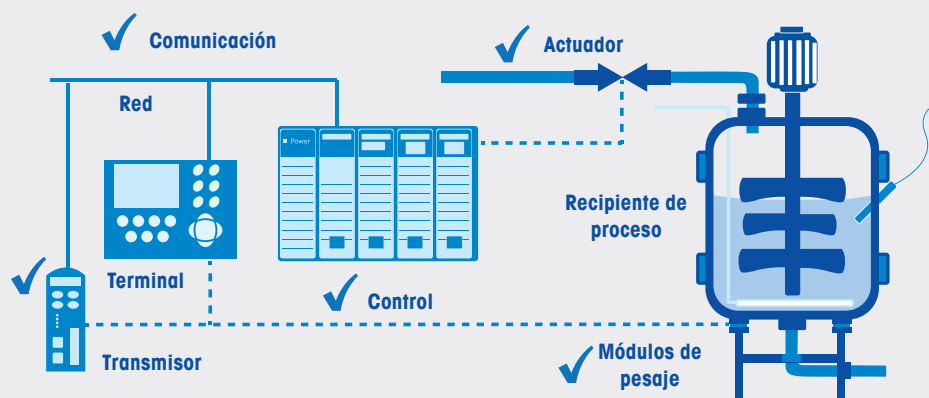 Comunicación
Actuador
Red
Power
Recipiente de
proceso
Terminal
Control
Transmisor
Módulos de
pesaje